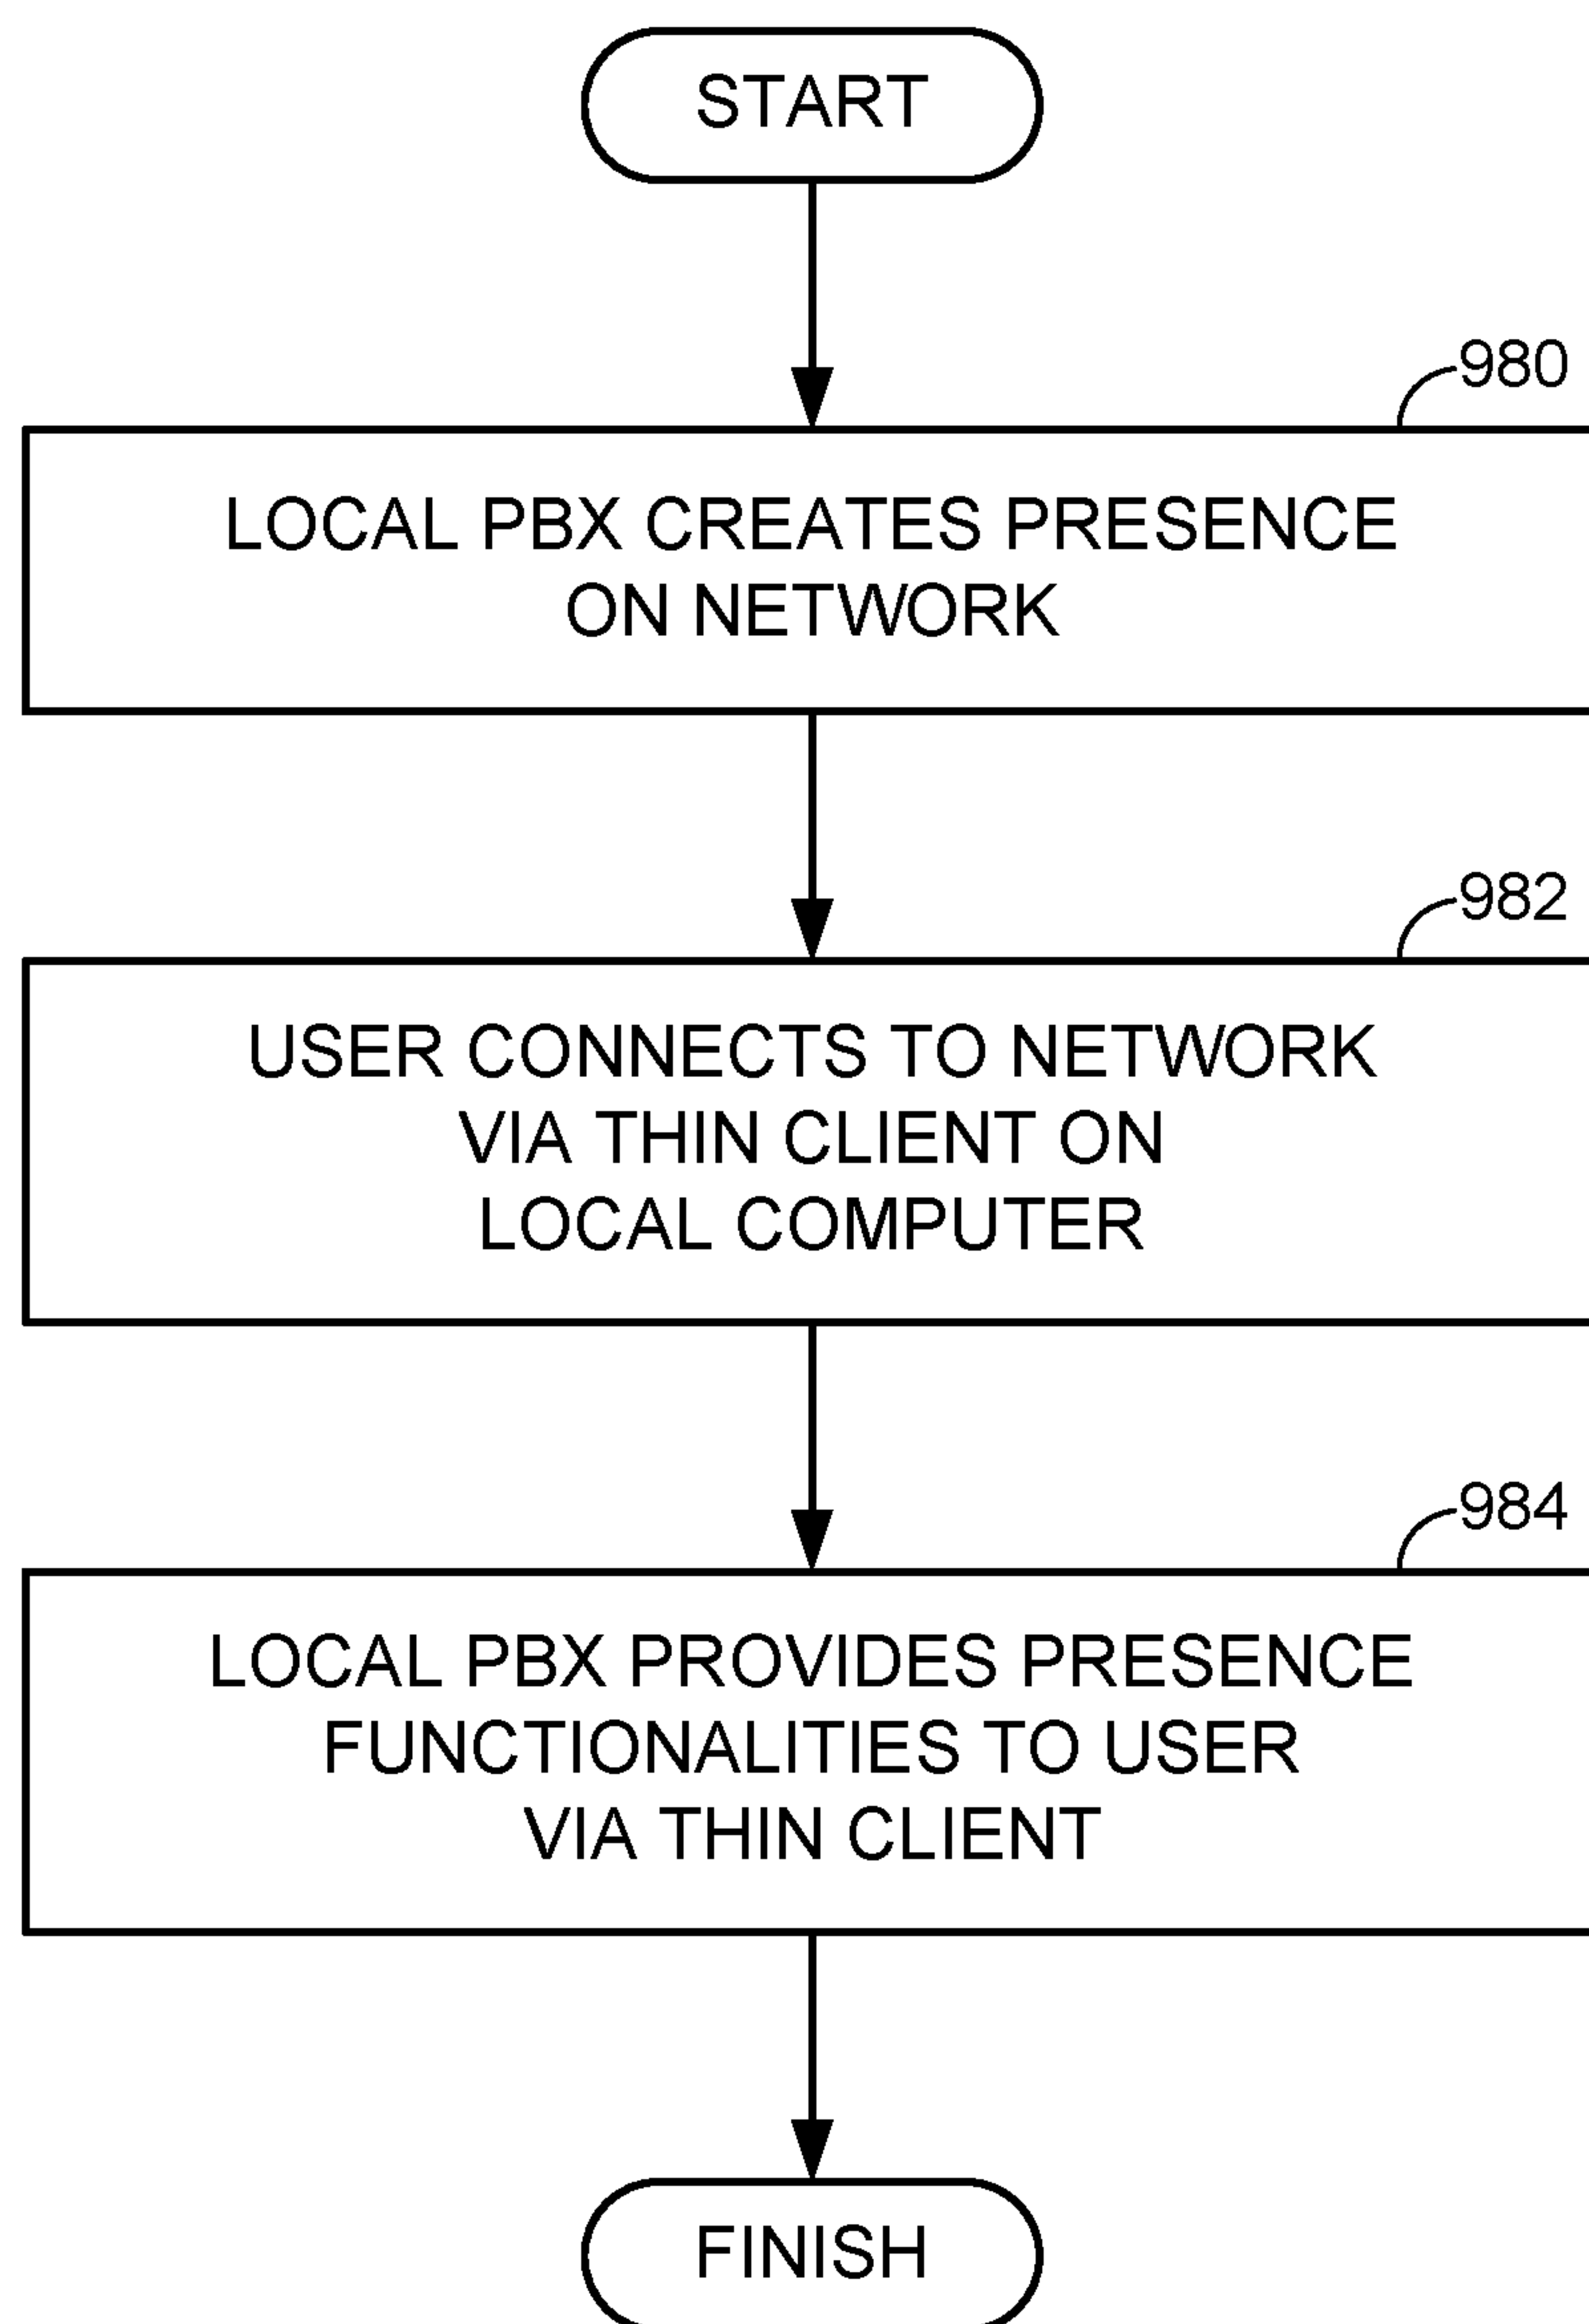 START
980
LOCAL PBX CREATES PRESENCE
ON NETWORK
982
USER CONNECTS TO NETWORK
VIA THIN CLIENT ON
LOCAL COMPUTER
984
LOCAL PBX PROVIDES PRESENCE
FUNCTIONALITIES TO USER
VIA THIN CLIENT
FINISH